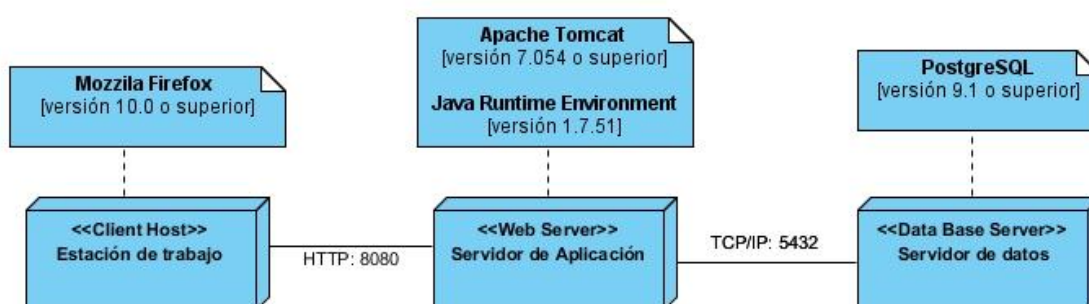 Mozzila Firefox
[versión 10.0 o superior]
Apache Tomcat
[versión 7.054 o superior]
Java Runtime Environment
[versión 1.7.51]
PostgreSQL
[versión 9.1 o superior]
<<Client Host>>
Estación de trabajo
HTTP: 8080
<<Web Server>>
Servidor de Aplicación
TCP/IP: 5432
<<Data Base Server>>
Servidor de datos